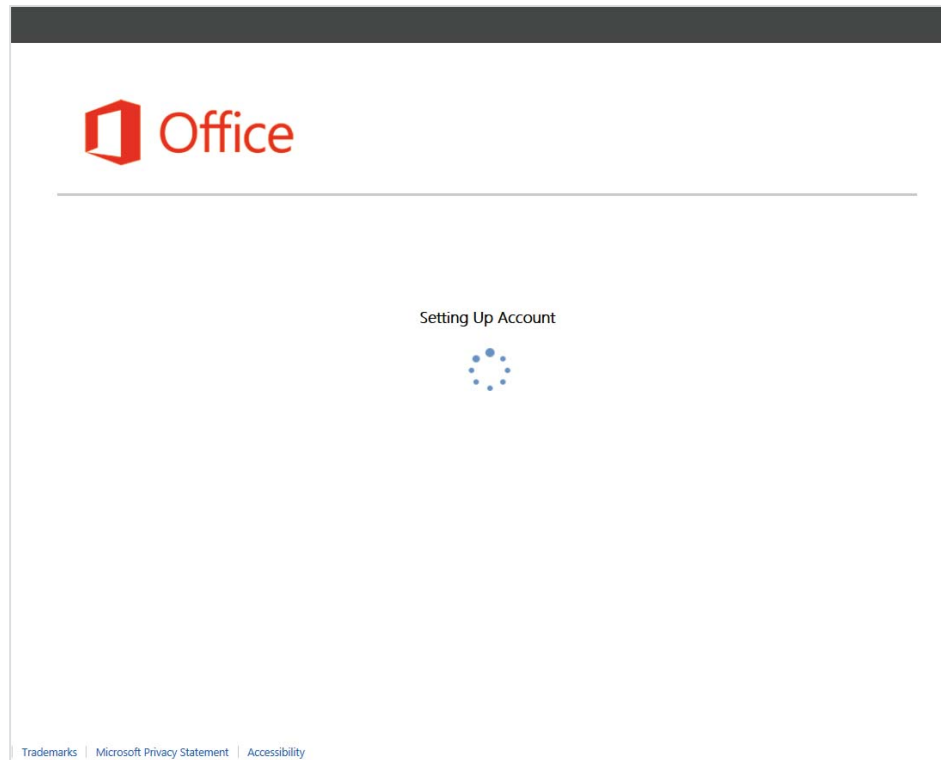 Office
Setting Up Account
Trademarks | Microsoft Privacy Statement | Accessibility